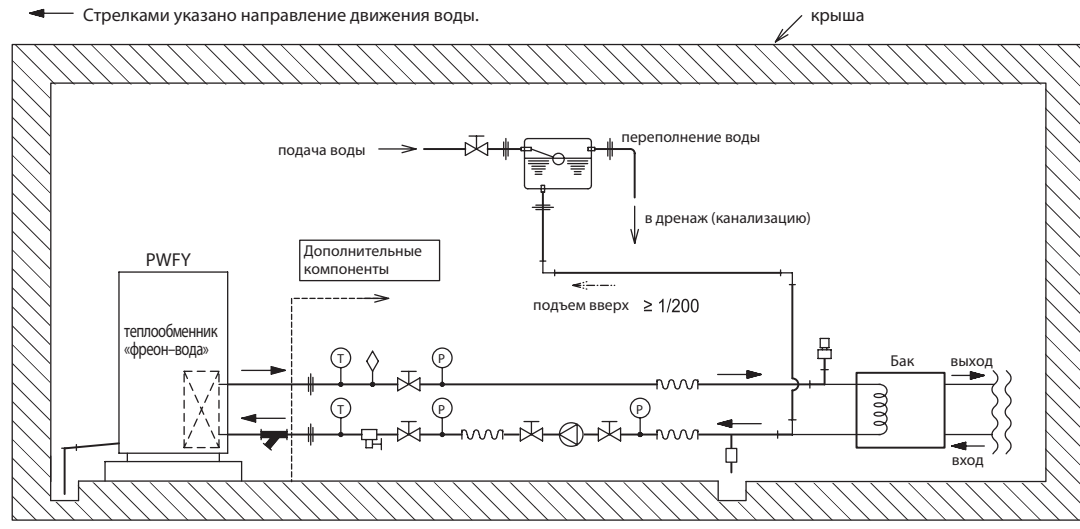 Стрелками указано направление движения воды.
крыша
подача воды
переполнение воды
в дренаж (канализацию)
PWFY
Дополнительные
компоненты
подъем вверх ≥ 1/200
теплообменник
«фреон–вода»
T
P
Бак
выход
T
P
P
вход